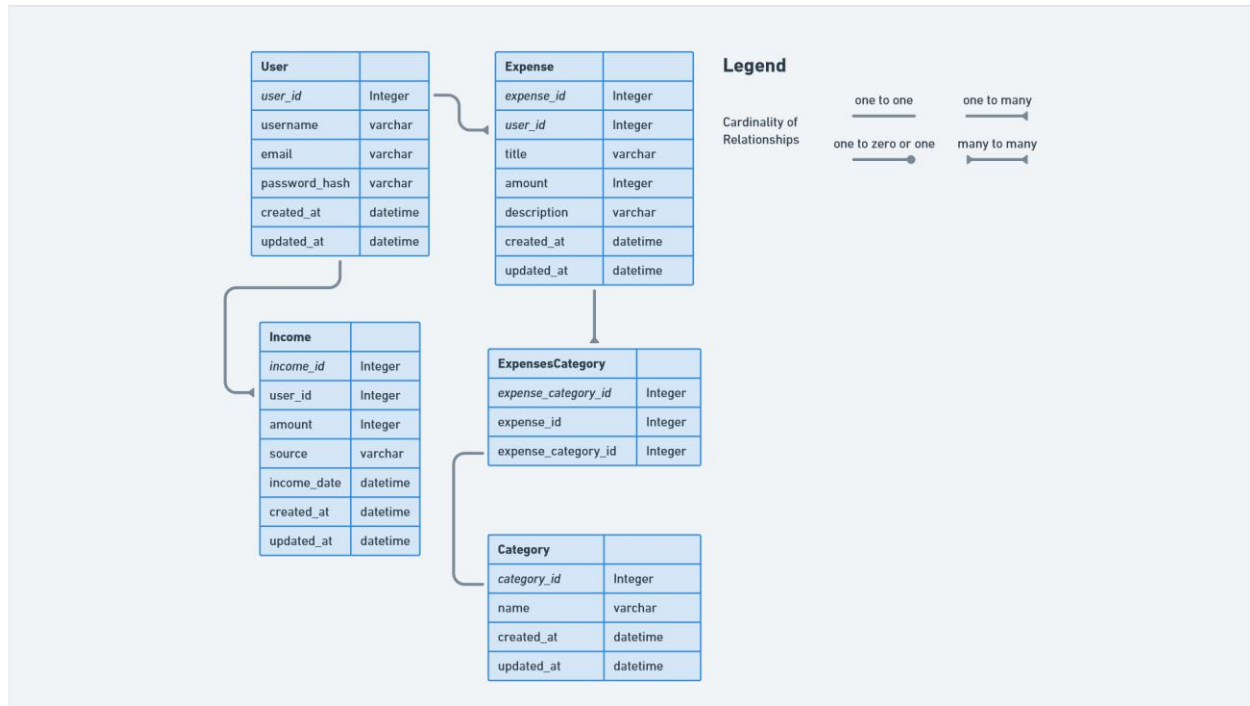 User
user_id Integer
username varchar
email varchar
password_hash varchar
created_at datetime
updated_at datetime
Expense
expense_id Integer
user_id Integer
title varchar
amount Integer
description varchar
created_at datetime
updated_at datetime
Legend
Cardinality of
Relationships
one to one
one to many
one to zero or one
many to many
Income
income_id Integer
user_id Integer
amount Integer
source varchar
income_date datetime
created_at datetime
updated_at datetime
ExpensesCategory
expense_category_id Integer
expense_id Integer
expense_category_id Integer
Category
category_id Integer
name varchar
created_at datetime
updated_at datetime